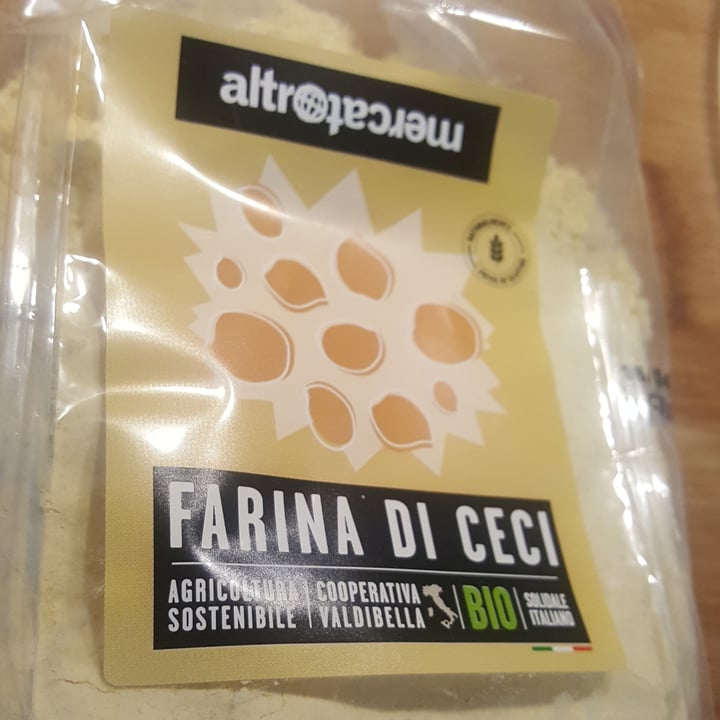 altromercato
FARINA DI CECI
AGRICOLTURA SOSTENIBILE
COOPERATIVA VALDIBELLA
BIO
SOLIDALE ITALIANO